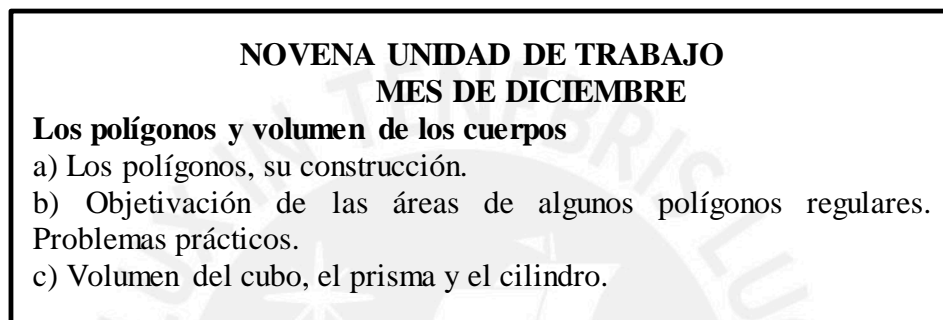 NOVENA UNIDAD DE TRABAJO
MES DE DICIEMBRE
Los polígonos y volumen de los cuerpos
a) Los polígonos, su construcción.
b) Objetivación de las áreas de algunos polígonos regulares.
Problemas prácticos.
c) Volumen del cubo, el prisma y el cilindro.